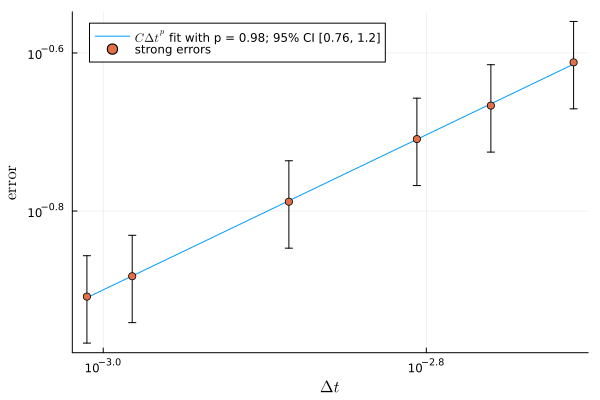 CΔt^p fit with p = 0.98; 95% CI [0.76, 1.2]
strong errors
10^-0.6
10^-0.8
error
10^-3.0 10^-2.8
Δt